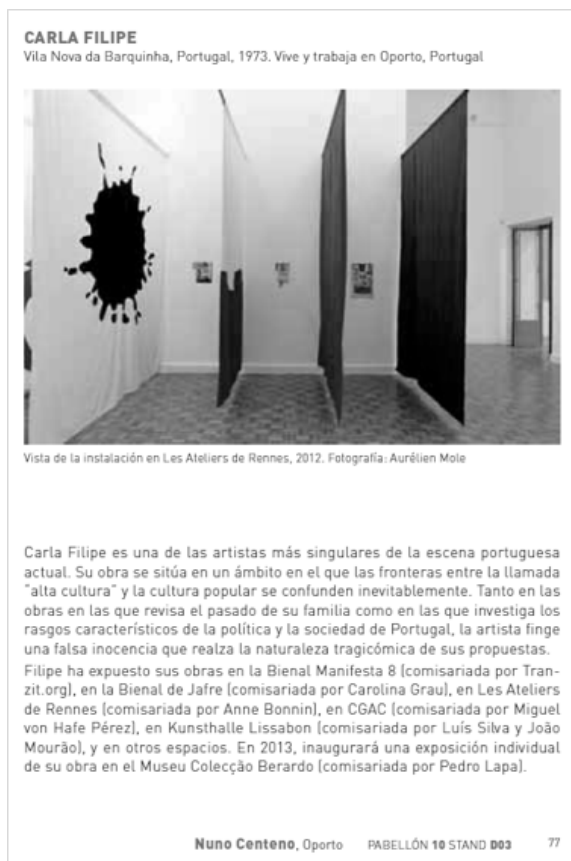 CARLA FILIPE
Vila Nova da Barquinha, Portugal, 1973. Vive y trabaja en Oporto, Portugal
Vista de la instalación en Les Ateliers de Rennes, 2012. Fotografía: Aurélien Mole
Carla Filipe es una de las artistas más singulares de la escena portuguesa
actual. Su obra se sitúa en un ámbito en el que las fronteras entre la llamada
"alta cultura" y la cultura popular se confunden inevitablemente. Tanto en las
obras en las que revisa el pasado de su familia como en las que investiga los
rasgos característicos de la política y la sociedad de Portugal, la artista finge
una falsa inocencia que realza la naturaleza tragicómica de sus propuestas.
Filipe ha expuesto sus obras en la Bienal Manifesta 8 (comisariada por Tran-
zit.org), en la Bienal de Jafre (comisariada por Carolina Grau), en Les Ateliers
de Rennes (comisariada por Anne Bonnin), en CGAC (comisariada por Miguel
von Hafe Pérez), en Kunsthalle Lissabon (comisariada por Luís Silva y João
Mourão), y en otros espacios. En 2013, inaugurará una exposición individual
de su obra en el Museu Colecção Berardo (comisariada por Pedro Lapa).
Nuno Centeno, Oporto PABELLÓN 10 STAND D03 77